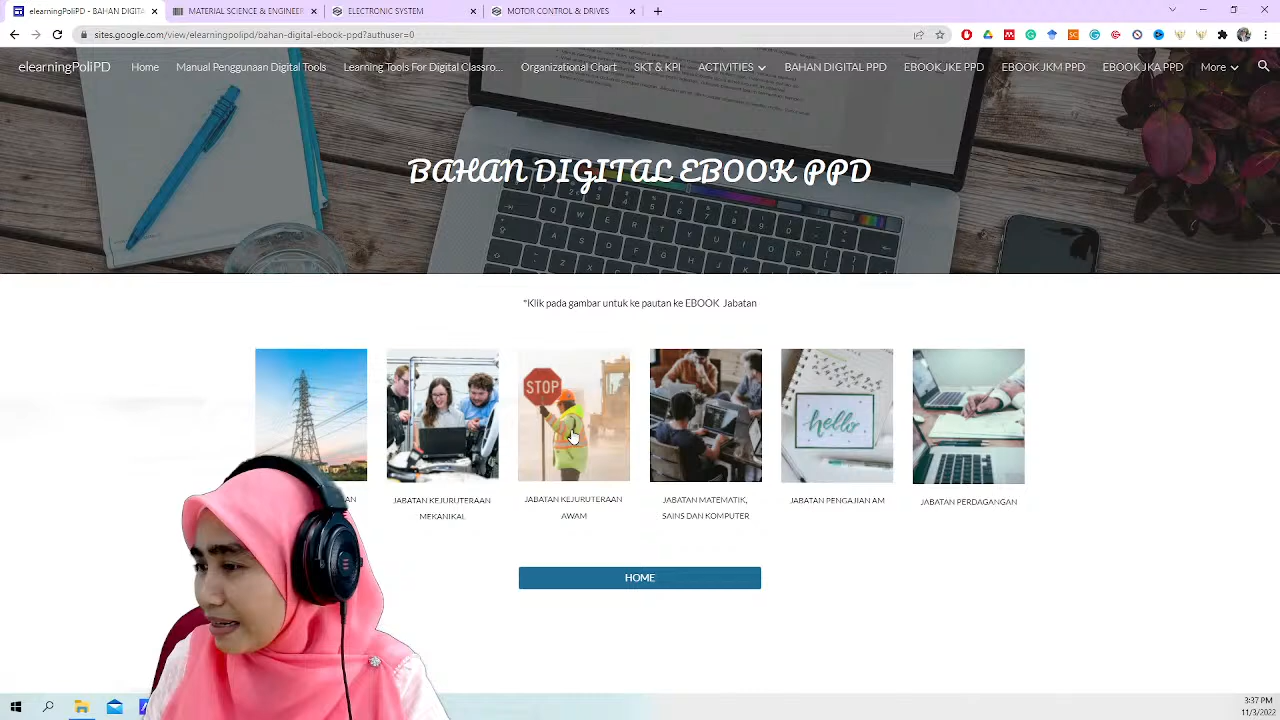 elearningPoliPD - BAHAN DIGITA
MATERIAL SCIENCE & ENGINEER
ELECTRONIC SYSTEM
MOTOR CONTROL & DRIVES
sites.google.com/view/elearningpolipd/bahan-digital-ebook-ppd?authuser=0
elearningPoliPD
Home
Manual Penggunaan Digital Tools
Learning Tools For Digital Classro...
Organizational Chart
SKT & KPI
ACTIVITIES
BAHAN DIGITAL PPD
EBOOK JKE PPD
EBOOK JKM PPD
EBOOK JKA PPD
More
BAHAN DIGITAL EBOOK PPD
*Klik pada gambar untuk ke pautan ke EBOOK Jabatan
STOP
hello
AN
JABATAN KEJURUTERAAN
MEKANIKAL
JABATAN KEJURUTERAAN
AWAM
JABATAN MATEMATIK,
SAINS DAN KOMPUTER
JABATAN PENGAJIAN AM
JABATAN PERDAGANGAN
HOME
3:37 PM
11/3/2022